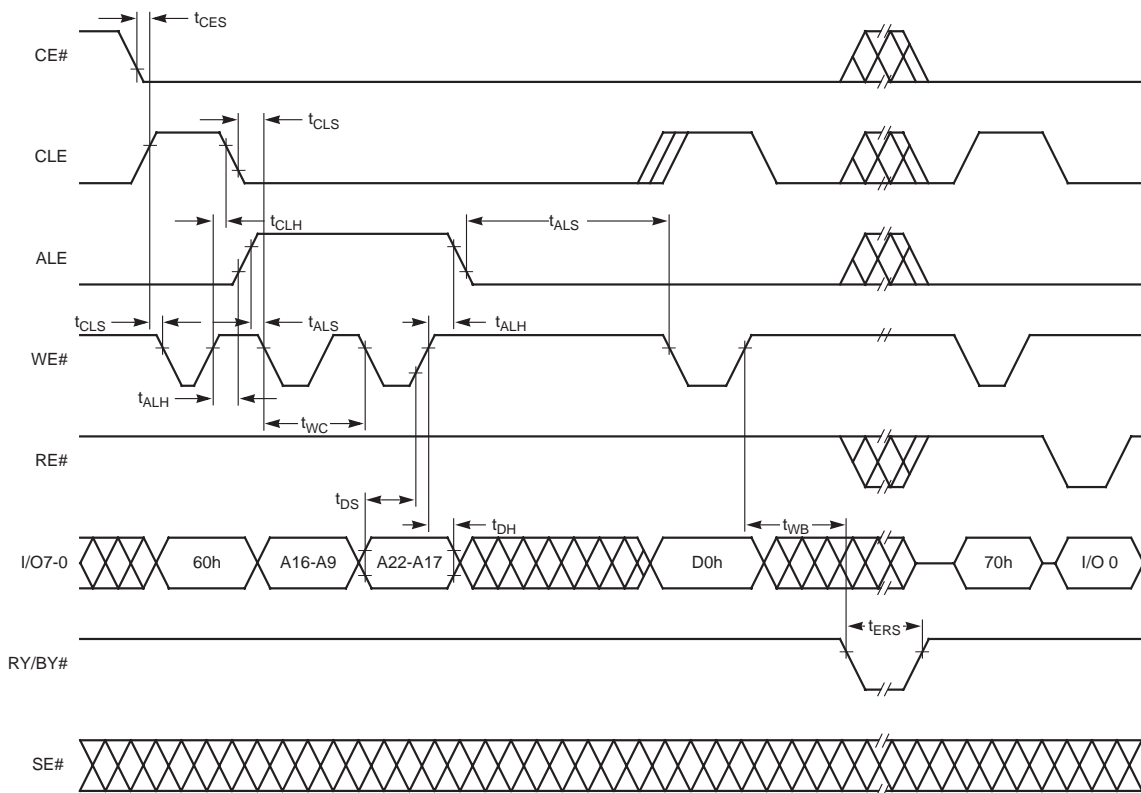 tCES
CE#
tCLS
CLE
tCLH
tALS
ALE
tCLS
tALS
tALH
WE#
tALH
tWC
RE#
tDS
tDH
tWB
I/O7-0
60h
A16-A9
A22-A17
D0h
70h
I/O 0
tERS
RY/BY#
SE#